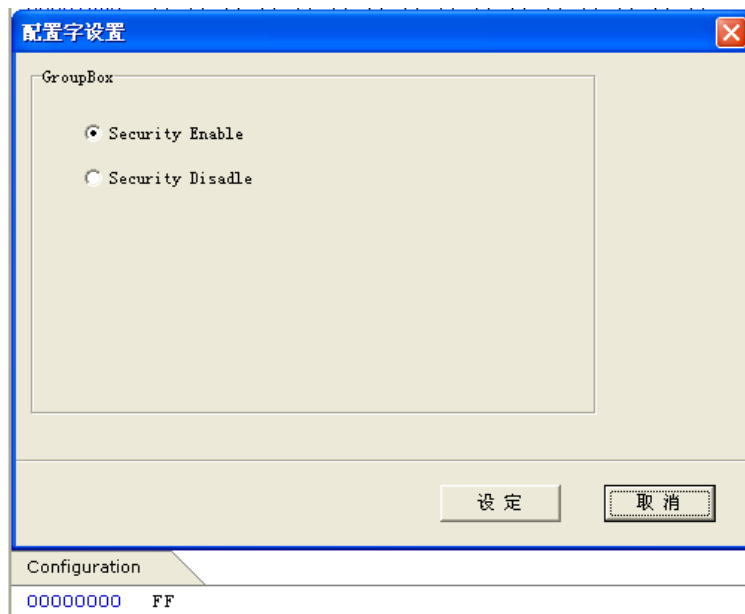 配置字设置
GroupBox
Security Enable
Security Disadle
设 定
取 消
Configuration
00000000 FF